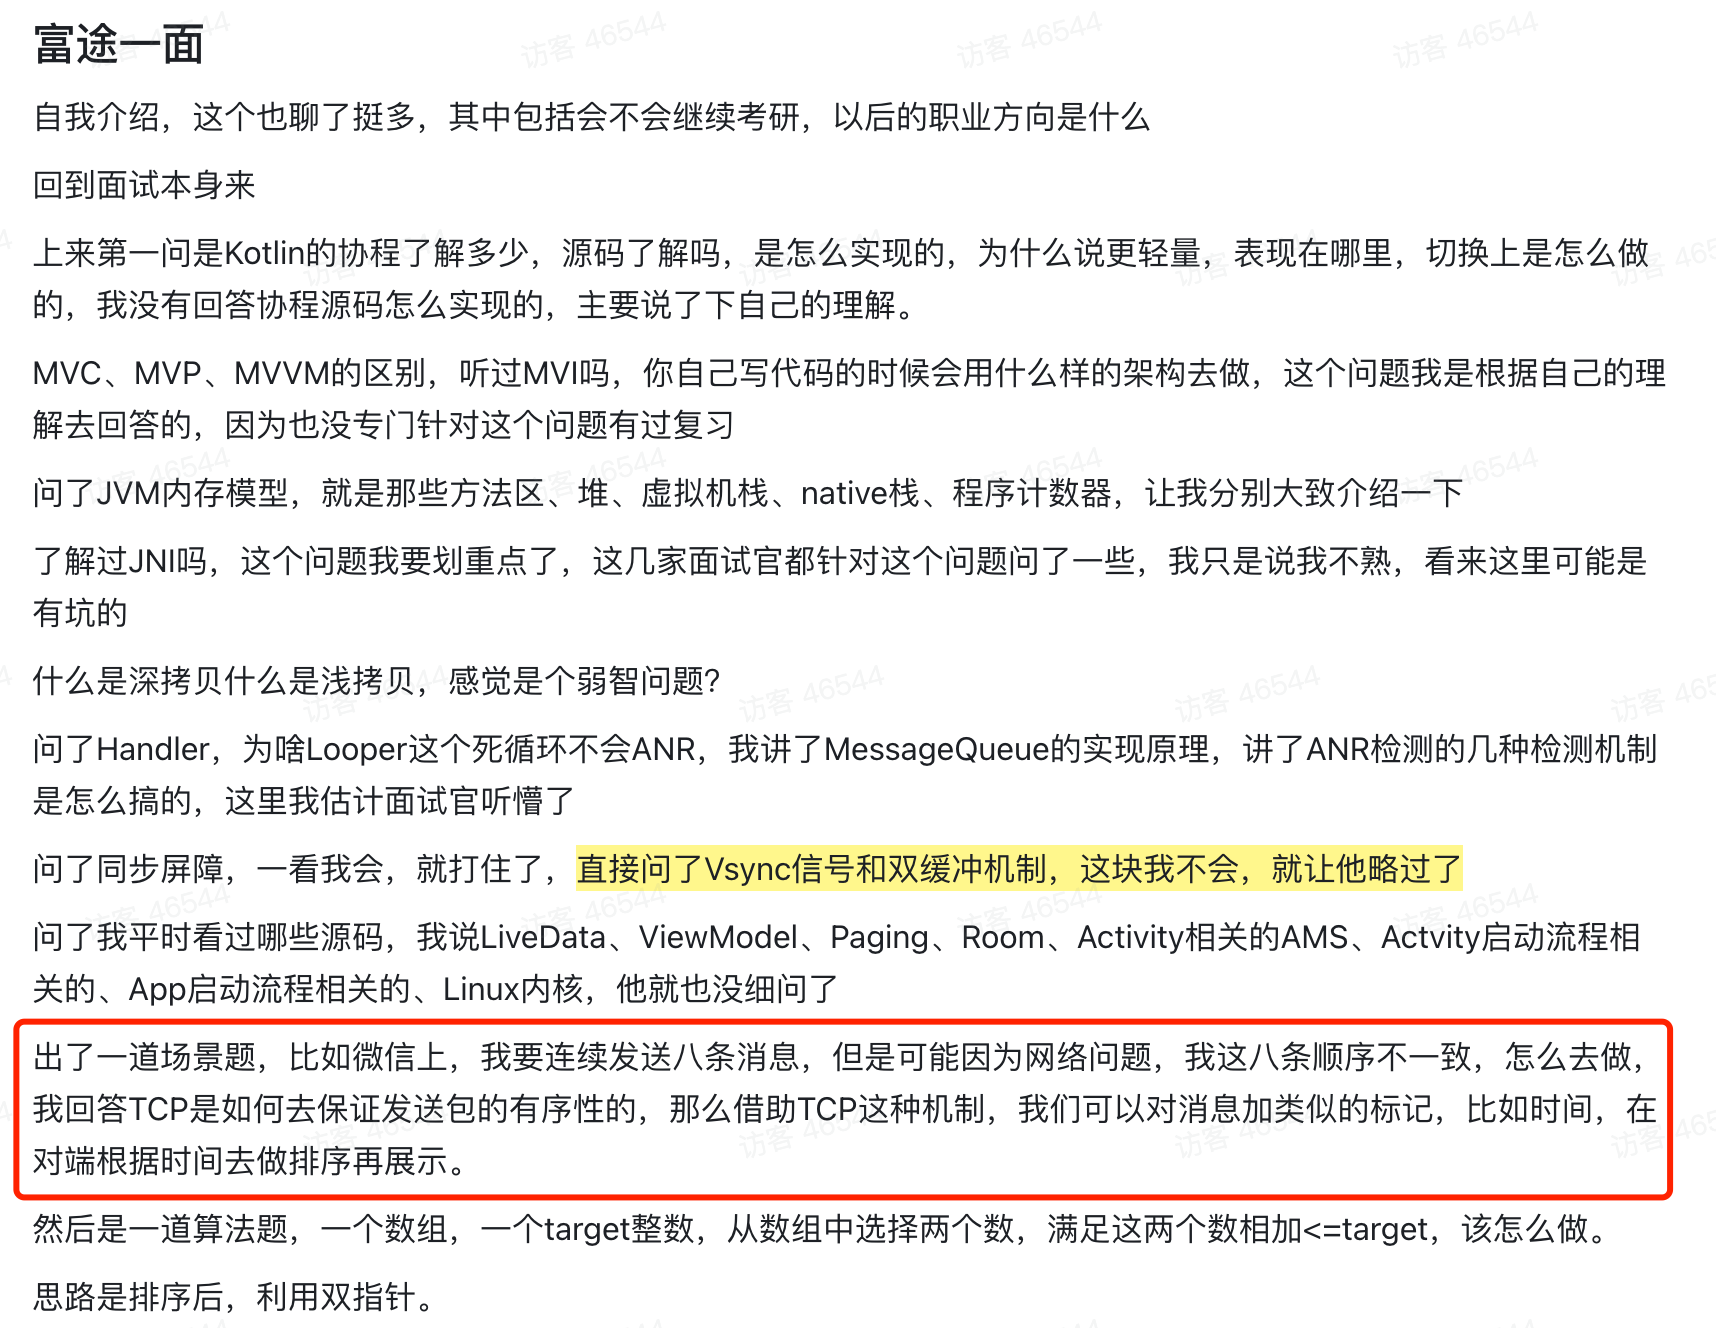 富途一面
自我介绍，这个也聊了挺多，其中包括会不会继续考研，以后的职业方向是什么
回到面试本身来
上来第一问是Kotlin的协程了解多少，源码了解吗，是怎么实现的，为什么说更轻量，表现在哪里，切换上是怎么做
的，我没有回答协程源码怎么实现的，主要说了下自己的理解。
MVC、MVP、MVVM的区别，听过MVI吗，你自己写代码的时候会用什么样的架构去做，这个问题我是根据自己的理
解去回答的，因为也没专门针对这个问题有过复习
问了JVM内存模型，就是那些方法区、堆、虚拟机栈、native栈、程序计数器，让我分别大致介绍一下
了解过JNI吗，这个问题我要划重点了，这几家面试官都针对这个问题问了一些，我只是说我不熟，看来这里可能是
有坑的
什么是深拷贝什么是浅拷贝，感觉是个弱智问题?
问了Handler，为啥Looper这个死循环不会ANR，我讲了MessageQueue的实现原理，讲了ANR检测的几种检测机制
是怎么搞的，这里我估计面试官听懵了
问了同步屏障，一看我会，就打住了，直接问了Vsync信号和双缓冲机制，这块我不会，就让他略过了
问了我平时看过哪些源码，我说LiveData、ViewModel、Paging、Room、Activity相关的AMS、Actvity启动流程相
关的、App启动流程相关的、Linux内核，他就也没细问了
出了一道场景题，比如微信上，我要连续发送八条消息，但是可能因为网络问题，我这八条顺序不一致，怎么去做，
我回答TCP是如何去保证发送包的有序性的，那么借助TCP这种机制，我们可以对消息加类似的标记，比如时间，在
对端根据时间去做排序再展示。
然后是一道算法题，一个数组，一个target整数，从数组中选择两个数，满足这两个数相加<=target，该怎么做。
思路是排序后，利用双指针。
访客 46544